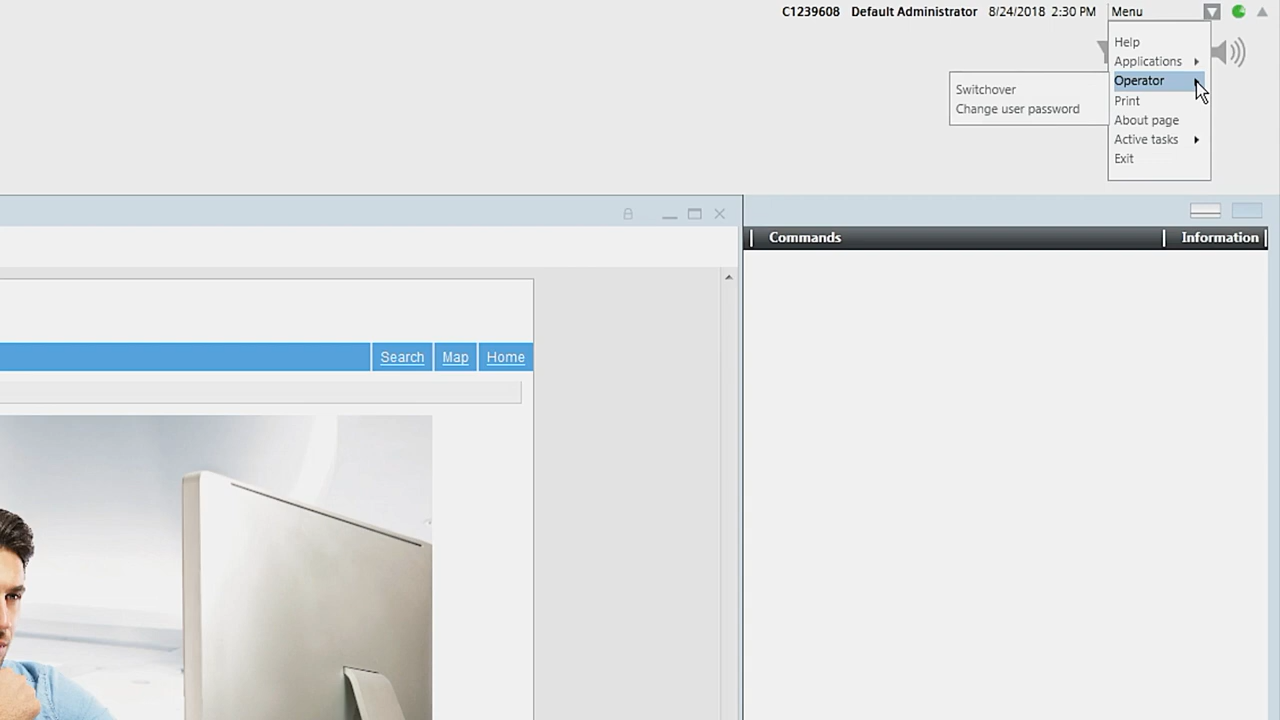 C1239608 Default Administrator 8/24/2018 2:30 PM Menu
Help
Applications
Operator
Print
About page
Active tasks
Exit
Switchover
Change user password
Commands Information
Search Map Home